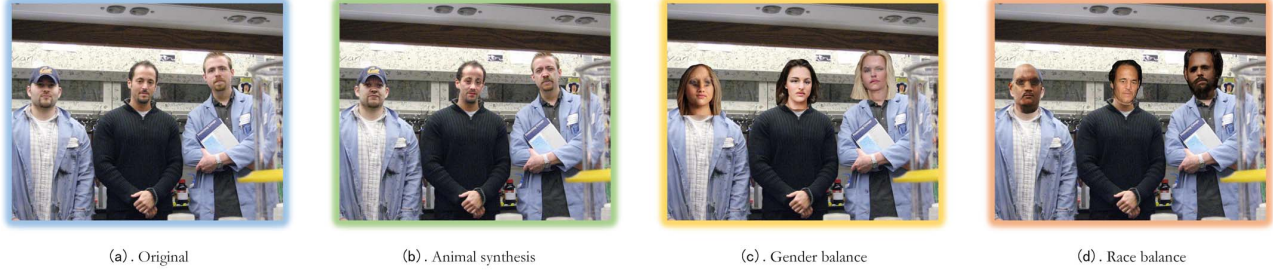 (a). Original
(b). Animal synthesis
(c). Gender balance
(d). Race balance